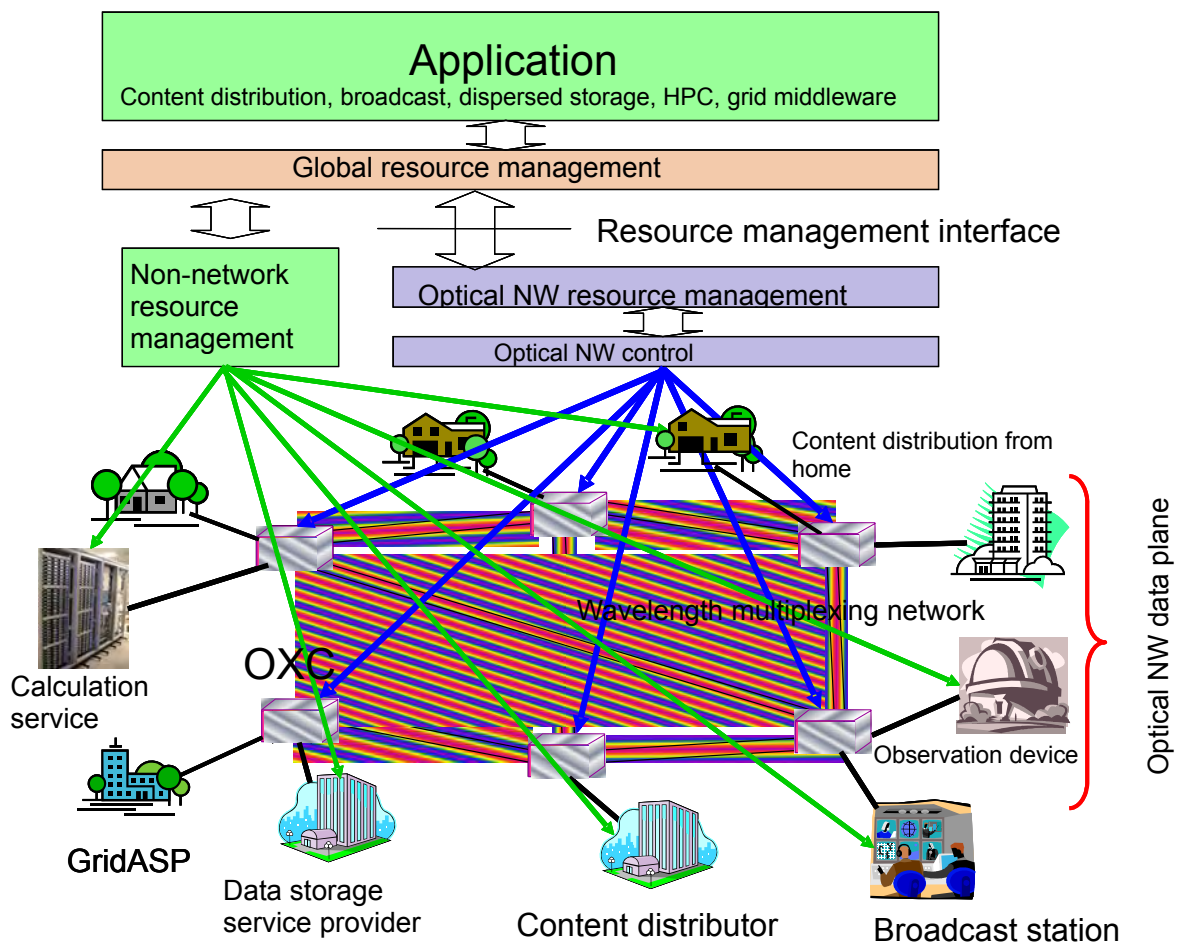 Application
Content distribution, broadcast, dispersed storage, HPC, grid middleware
Global resource management
Resource management interface
Non-network
resource
management
Optical NW resource management
Optical NW control
Content distribution from
home
Wavelength multiplexing network
OXC
Calculation
service
Observation device
Optical NW data plane
GridASP
Data storage
service provider
Content distributor
Broadcast station